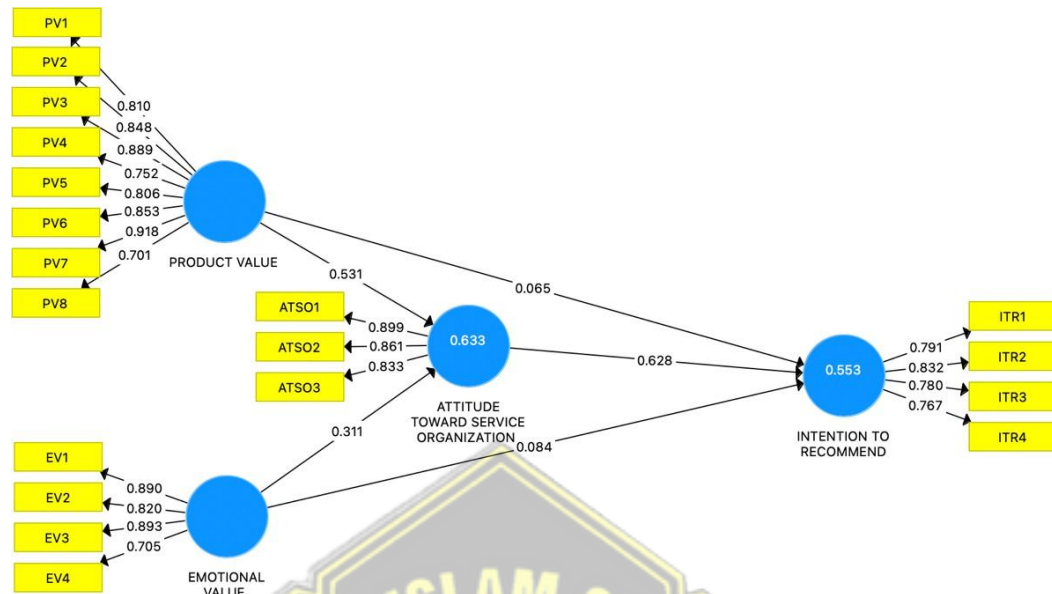 PV1
PV2
PV3
PV4
PV5
PV6
PV7
PV8
0.810
0.848
0.889
0.752
0.806
0.853
0.918
0.701
PRODUCT VALUE
0.531
0.065
ATSO1
ATSO2
ATSO3
0.899
0.861
0.833
0.633
ATTITUDE
TOWARD SERVICE
ORGANIZATION
0.628
0.311
0.084
0.553
INTENTION TO
RECOMMEND
0.791
0.832
0.780
0.767
ITR1
ITR2
ITR3
ITR4
EV1
EV2
EV3
EV4
0.890
0.820
0.893
0.705
EMOTIONAL
VALUE
ISLAM